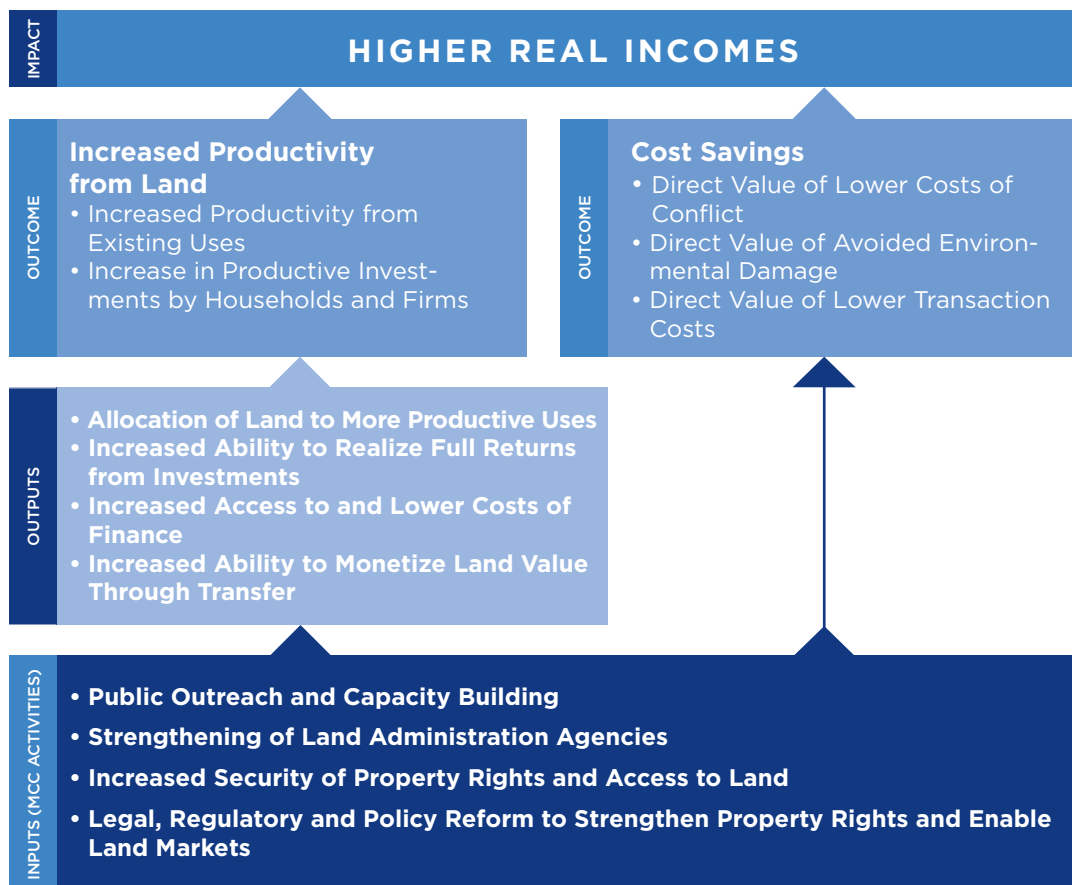 IMPACT
HIGHER REAL INCOMES
OUTCOME
Increased Productivity
from Land
• Increased Productivity from
Existing Uses
• Increase in Productive Invest-
ments by Households and Firms
OUTCOME
Cost Savings
• Direct Value of Lower Costs of
Conflict
• Direct Value of Avoided Environ-
mental Damage
• Direct Value of Lower Transaction
Costs
OUTPUTS
• Allocation of Land to More Productive Uses
• Increased Ability to Realize Full Returns
from Investments
• Increased Access to and Lower Costs of
Finance
• Increased Ability to Monetize Land Value
Through Transfer
INPUTS (MCC ACTIVITIES)
• Public Outreach and Capacity Building
• Strengthening of Land Administration Agencies
• Increased Security of Property Rights and Access to Land
• Legal, Regulatory and Policy Reform to Strengthen Property Rights and Enable
Land Markets